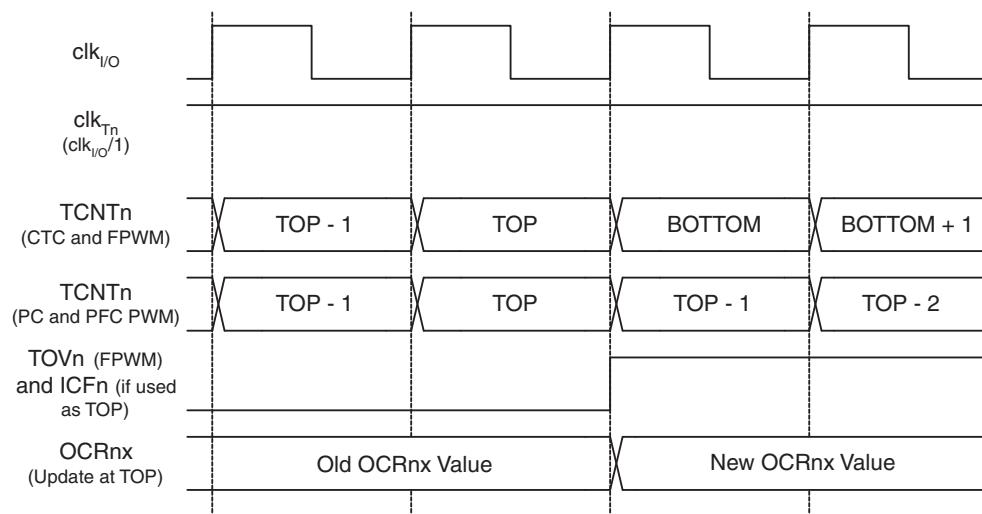 clkI/O
clkTn
(clkI/O/1)
TCNTn
(CTC and FPWM)
TOP - 1
TOP
BOTTOM
BOTTOM + 1
TCNTn
(PC and PFC PWM)
TOP - 1
TOP
TOP - 1
TOP - 2
TOVn (FPWM)
and ICFn (if used
as TOP)
OCRnx
(Update at TOP)
Old OCRnx Value
New OCRnx Value